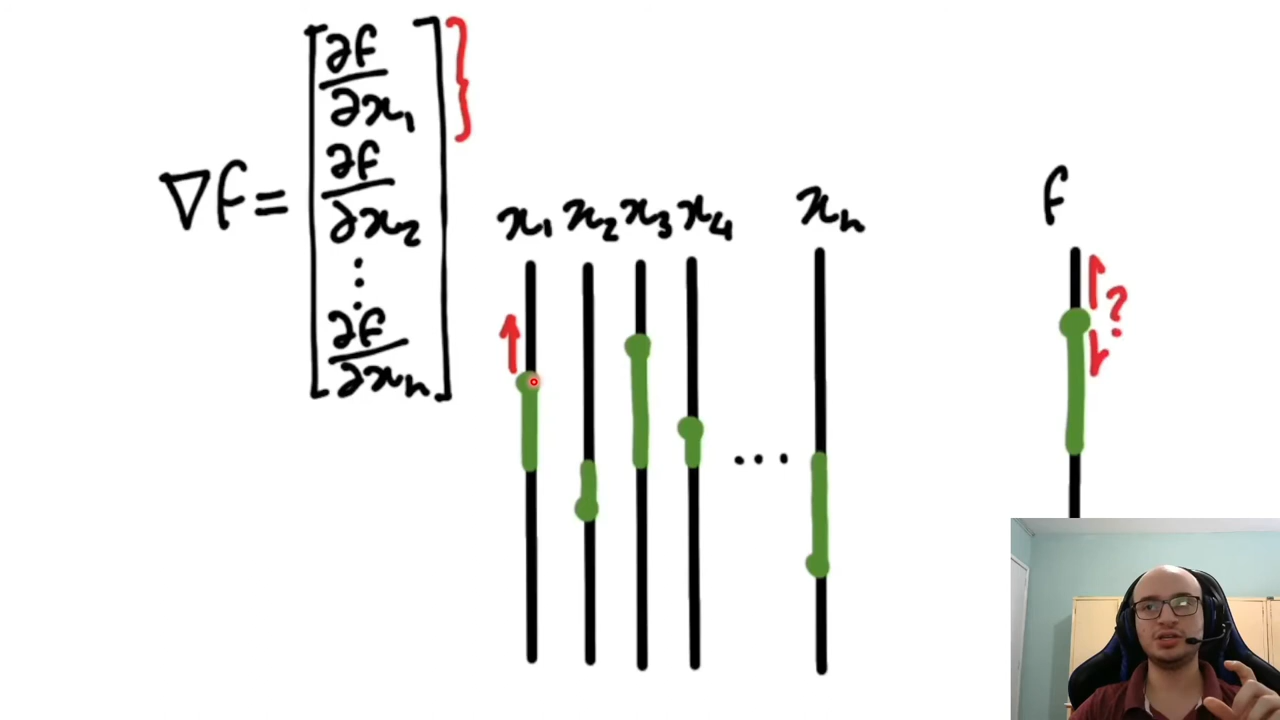 ∇f = [∂f/∂x₁
∂f/∂x₂
⋮
∂f/∂xₙ]
x₁ x₂ x₃ x₄ ... xₙ
f
?